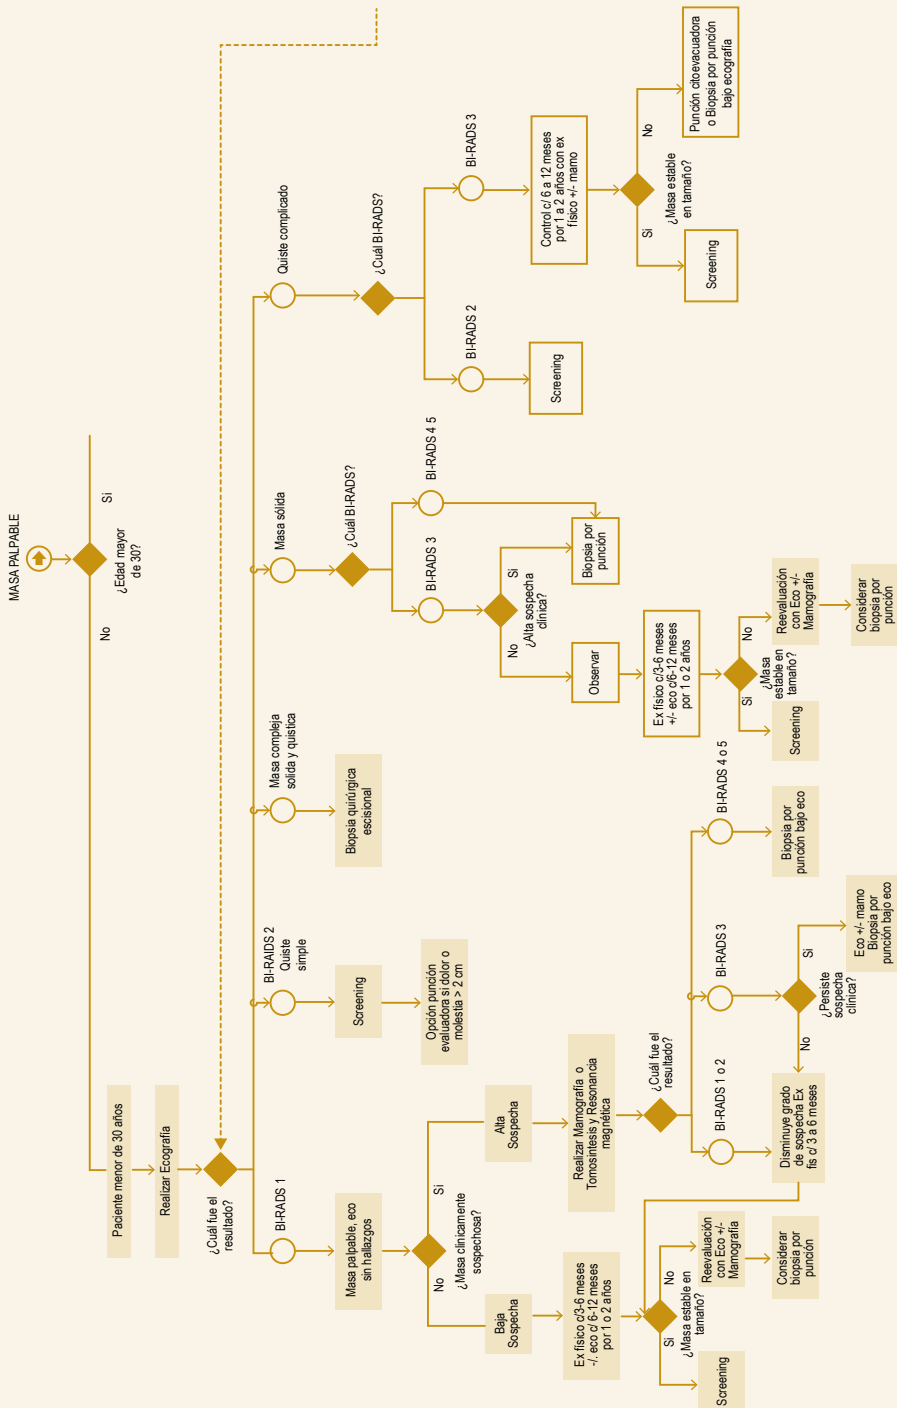 MASA PALPABLE
¿Edad mayor
de 30?
No
Si
Paciente menor de 30 años
Realizar Ecografía
¿Cuál fue el
resultado?
BI-RADS 1
Masa palpable, eco
sin hallazgos
¿Masa clinicamente
sospechosa?
No
Si
Baja
Sospecha
Ex físico c/3-6 meses
-/. eco c/ 6-12 meses
por 1 o 2 años
¿Masa estable en
tamaño?
Si
No
Screening
Reevaluación
con Eco +/-
Mamografía
Considerar
biopsia por
punción
Alta
Sospecha
Realizar Mamografía o
Tomosintesis y Resonancia
magnética
¿Cuál fue el
resultado?
BI-RADS 1 o 2
Disminuye grado
de sospecha Ex
fis c/ 3 a 6 meses
BI-RADS 3
¿Persiste
sospecha
clínica?
No
Si
Eco +/- mamo
Biopsia por
punción bajo eco
BI-RADS 4 o 5
Biopsia por
punción bajo eco
BI-RAIDS 2
Quiste
simple
Screening
Opción punción
evaluadora si dolor o
molestia > 2 cm
Masa compleja
solida y quistica
Biopsia quirúrgica
escisional
Masa sólida
¿Cuál BI-RADS?
BI-RADS 3
¿Alta sospecha
clínica?
No
Si
Observar
Ex físico c/3-6 meses
+/- eco c/6-12 meses
por 1 o 2 años
¿Masa
estable en
tamaño?
Si
No
Screening
Reevaluación
con Eco +/-
Mamografía
Considerar
biopsia por
punción
BI-RADS 4 5
Biopsia por
punción
Quiste complicado
¿Cuál BI-RADS?
BI-RADS 2
Screening
BI-RADS 3
Control c/ 6 a 12 meses
por 1 a 2 años con ex
físico +/- mamo
¿Masa estable
en tamaño?
Si
No
Screening
Punción citoevacuadora
o Biopsia por punción
bajo ecografía